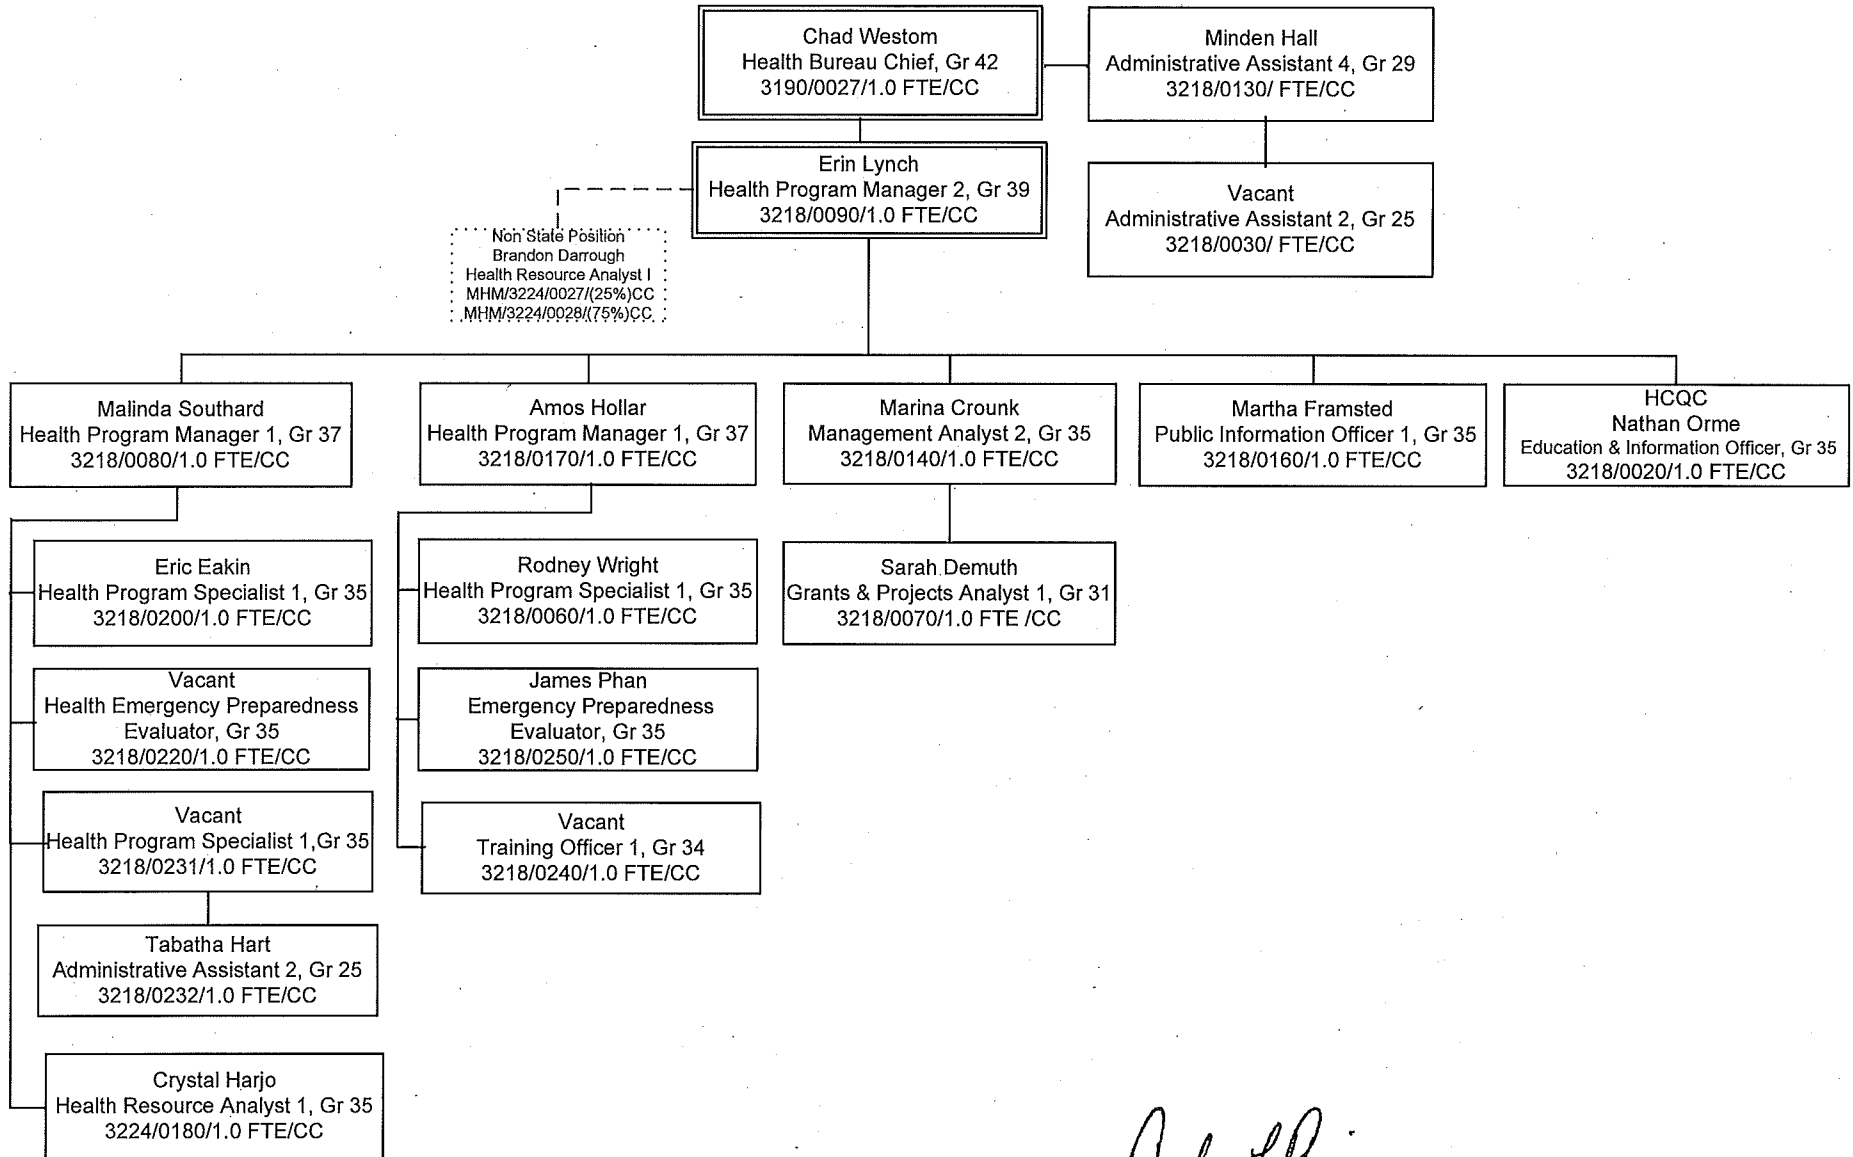 Chad Westom
Health Bureau Chief, Gr 42
3190/0027/1.0 FTE/CC
Minden Hall
Administrative Assistant 4, Gr 29
3218/0130/ FTE/CC
Erin Lynch
Health Program Manager 2, Gr 39
3218/0090/1.0 FTE/CC
Vacant
Administrative Assistant 2, Gr 25
3218/0030/ FTE/CC
Non State Position
Brandon Darrough
Health Resource Analyst I
MHM/3224/0027/(25%)CC
MHM/3224/0028/(75%)CC
Malinda Southard
Health Program Manager 1, Gr 37
3218/0080/1.0 FTE/CC
Amos Hollar
Health Program Manager 1, Gr 37
3218/0170/1.0 FTE/CC
Marina Crounk
Management Analyst 2, Gr 35
3218/0140/1.0 FTE/CC
Martha Framsted
Public Information Officer 1, Gr 35
3218/0160/1.0 FTE/CC
HCQC
Nathan Orme
Education & Information Officer, Gr 35
3218/0020/1.0 FTE/CC
Eric Eakin
Health Program Specialist 1, Gr 35
3218/0200/1.0 FTE/CC
Rodney Wright
Health Program Specialist 1, Gr 35
3218/0060/1.0 FTE/CC
Sarah Demuth
Grants & Projects Analyst 1, Gr 31
3218/0070/1.0 FTE /CC
Vacant
Health Emergency Preparedness
Evaluator, Gr 35
3218/0220/1.0 FTE/CC
James Phan
Emergency Preparedness
Evaluator, Gr 35
3218/0250/1.0 FTE/CC
Vacant
Health Program Specialist 1,Gr 35
3218/0231/1.0 FTE/CC
Vacant
Training Officer 1, Gr 34
3218/0240/1.0 FTE/CC
Tabatha Hart
Administrative Assistant 2, Gr 25
3218/0232/1.0 FTE/CC
Crystal Harjo
Health Resource Analyst 1, Gr 35
3224/0180/1.0 FTE/CC